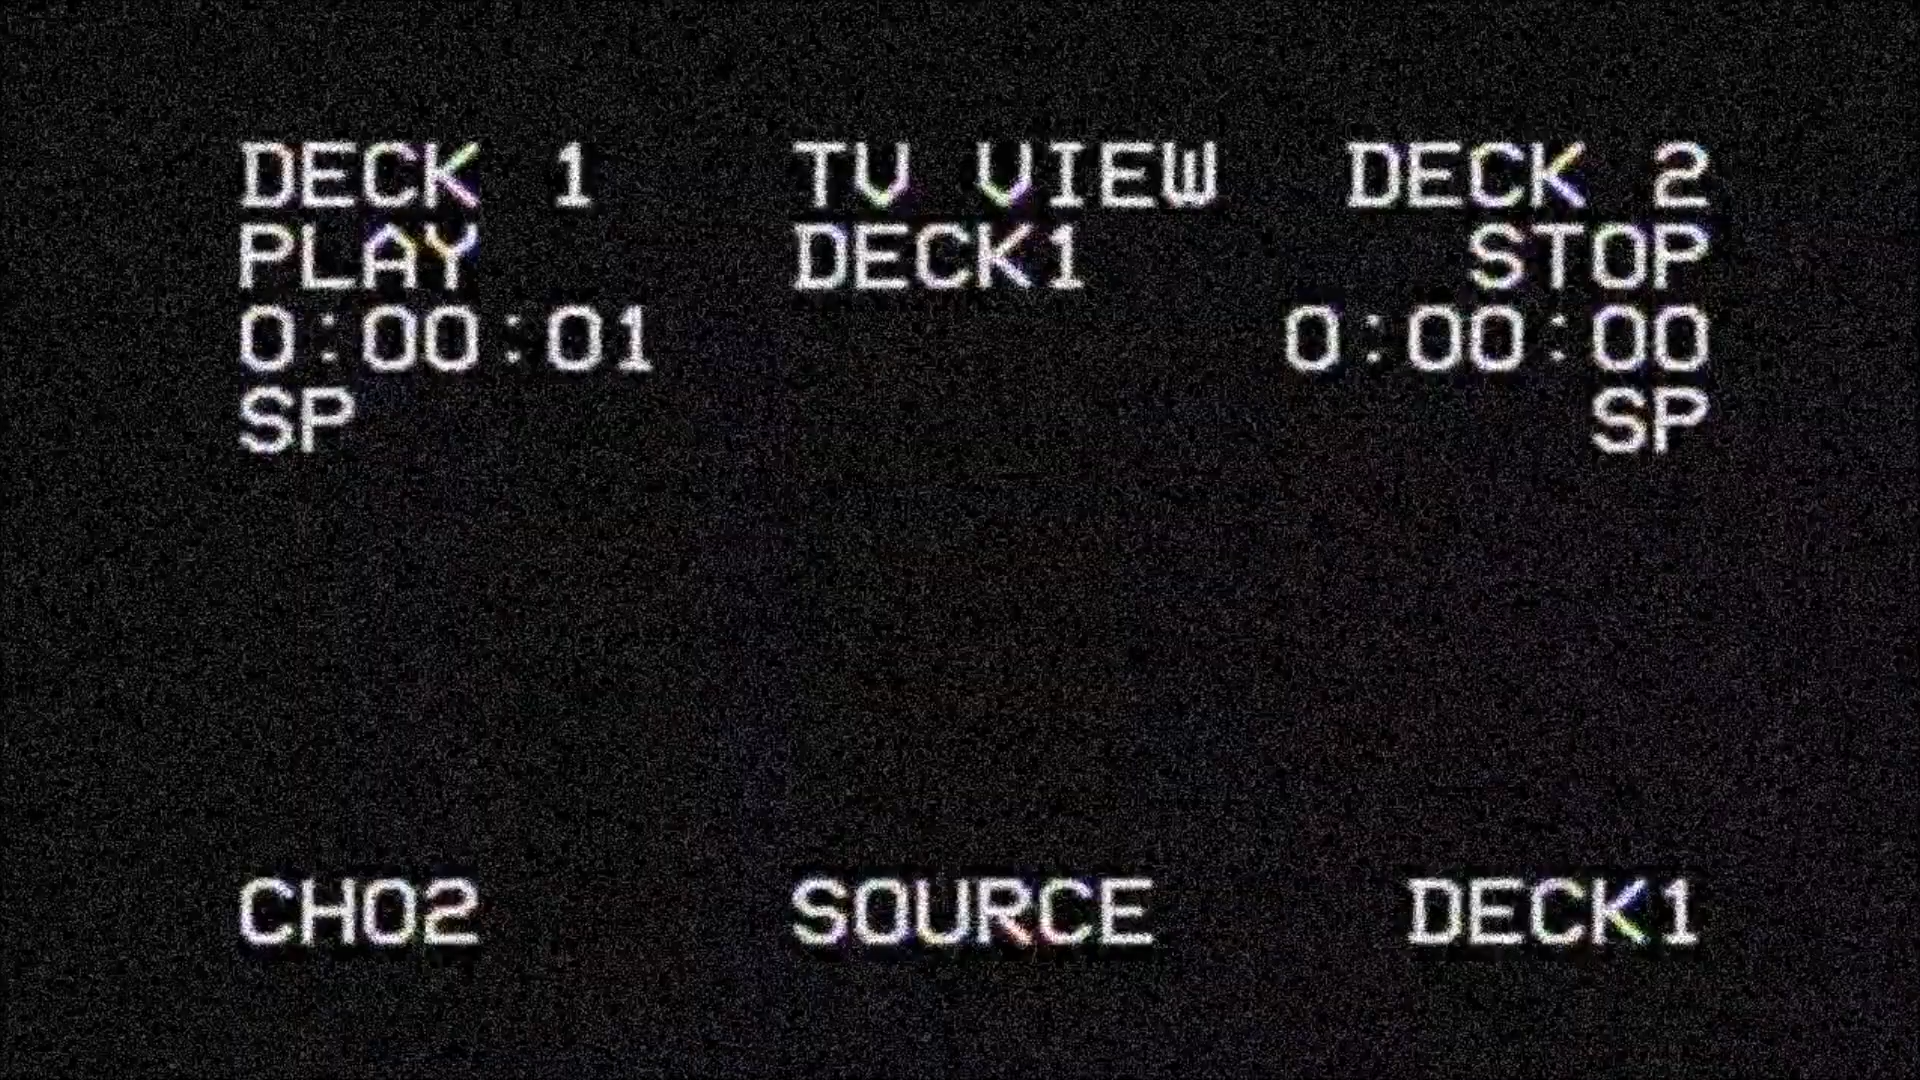 DECK 1 TV VIEW DECK 2
PLAY DECK1 STOP
0:00:01 0:00:00
SP SP
CH02 SOURCE DECK1